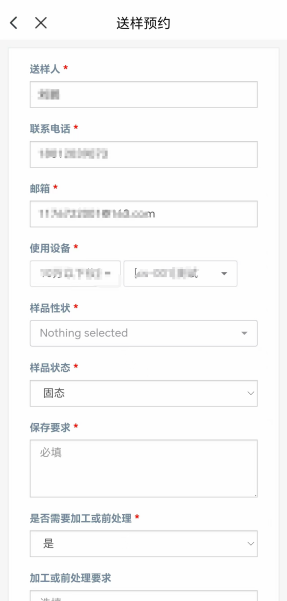 送样预约
送样人 *
联系电话 *
邮箱 *
使用设备 *
样品性状 *
Nothing selected
样品状态 *
固态
保存要求 *
必填
是否需要加工或前处理 *
是
加工或前处理要求